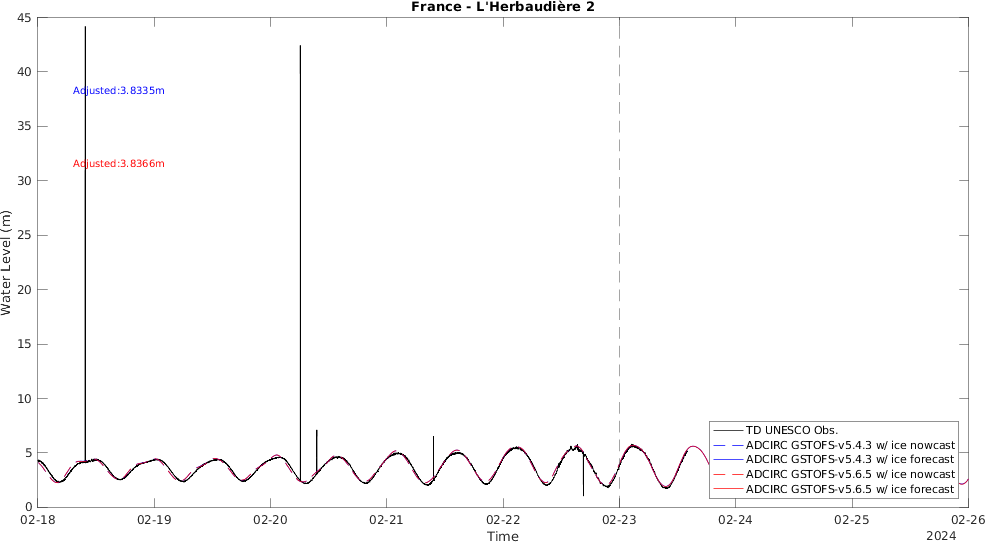 France - L'Herbaudière 2
45
40
35
30
25
20
15
10
5
0
Water Level (m)
Adjusted:3.8335m
Adjusted:3.8366m
TD UNESCO Obs.
ADCIRC GSTOFS-v5.4.3 w/ ice nowcast
ADCIRC GSTOFS-v5.4.3 w/ ice forecast
ADCIRC GSTOFS-v5.6.5 w/ ice nowcast
ADCIRC GSTOFS-v5.6.5 w/ ice forecast
02-18 02-19 02-20 02-21 02-22 02-23 02-24 02-25 02-26
Time
2024